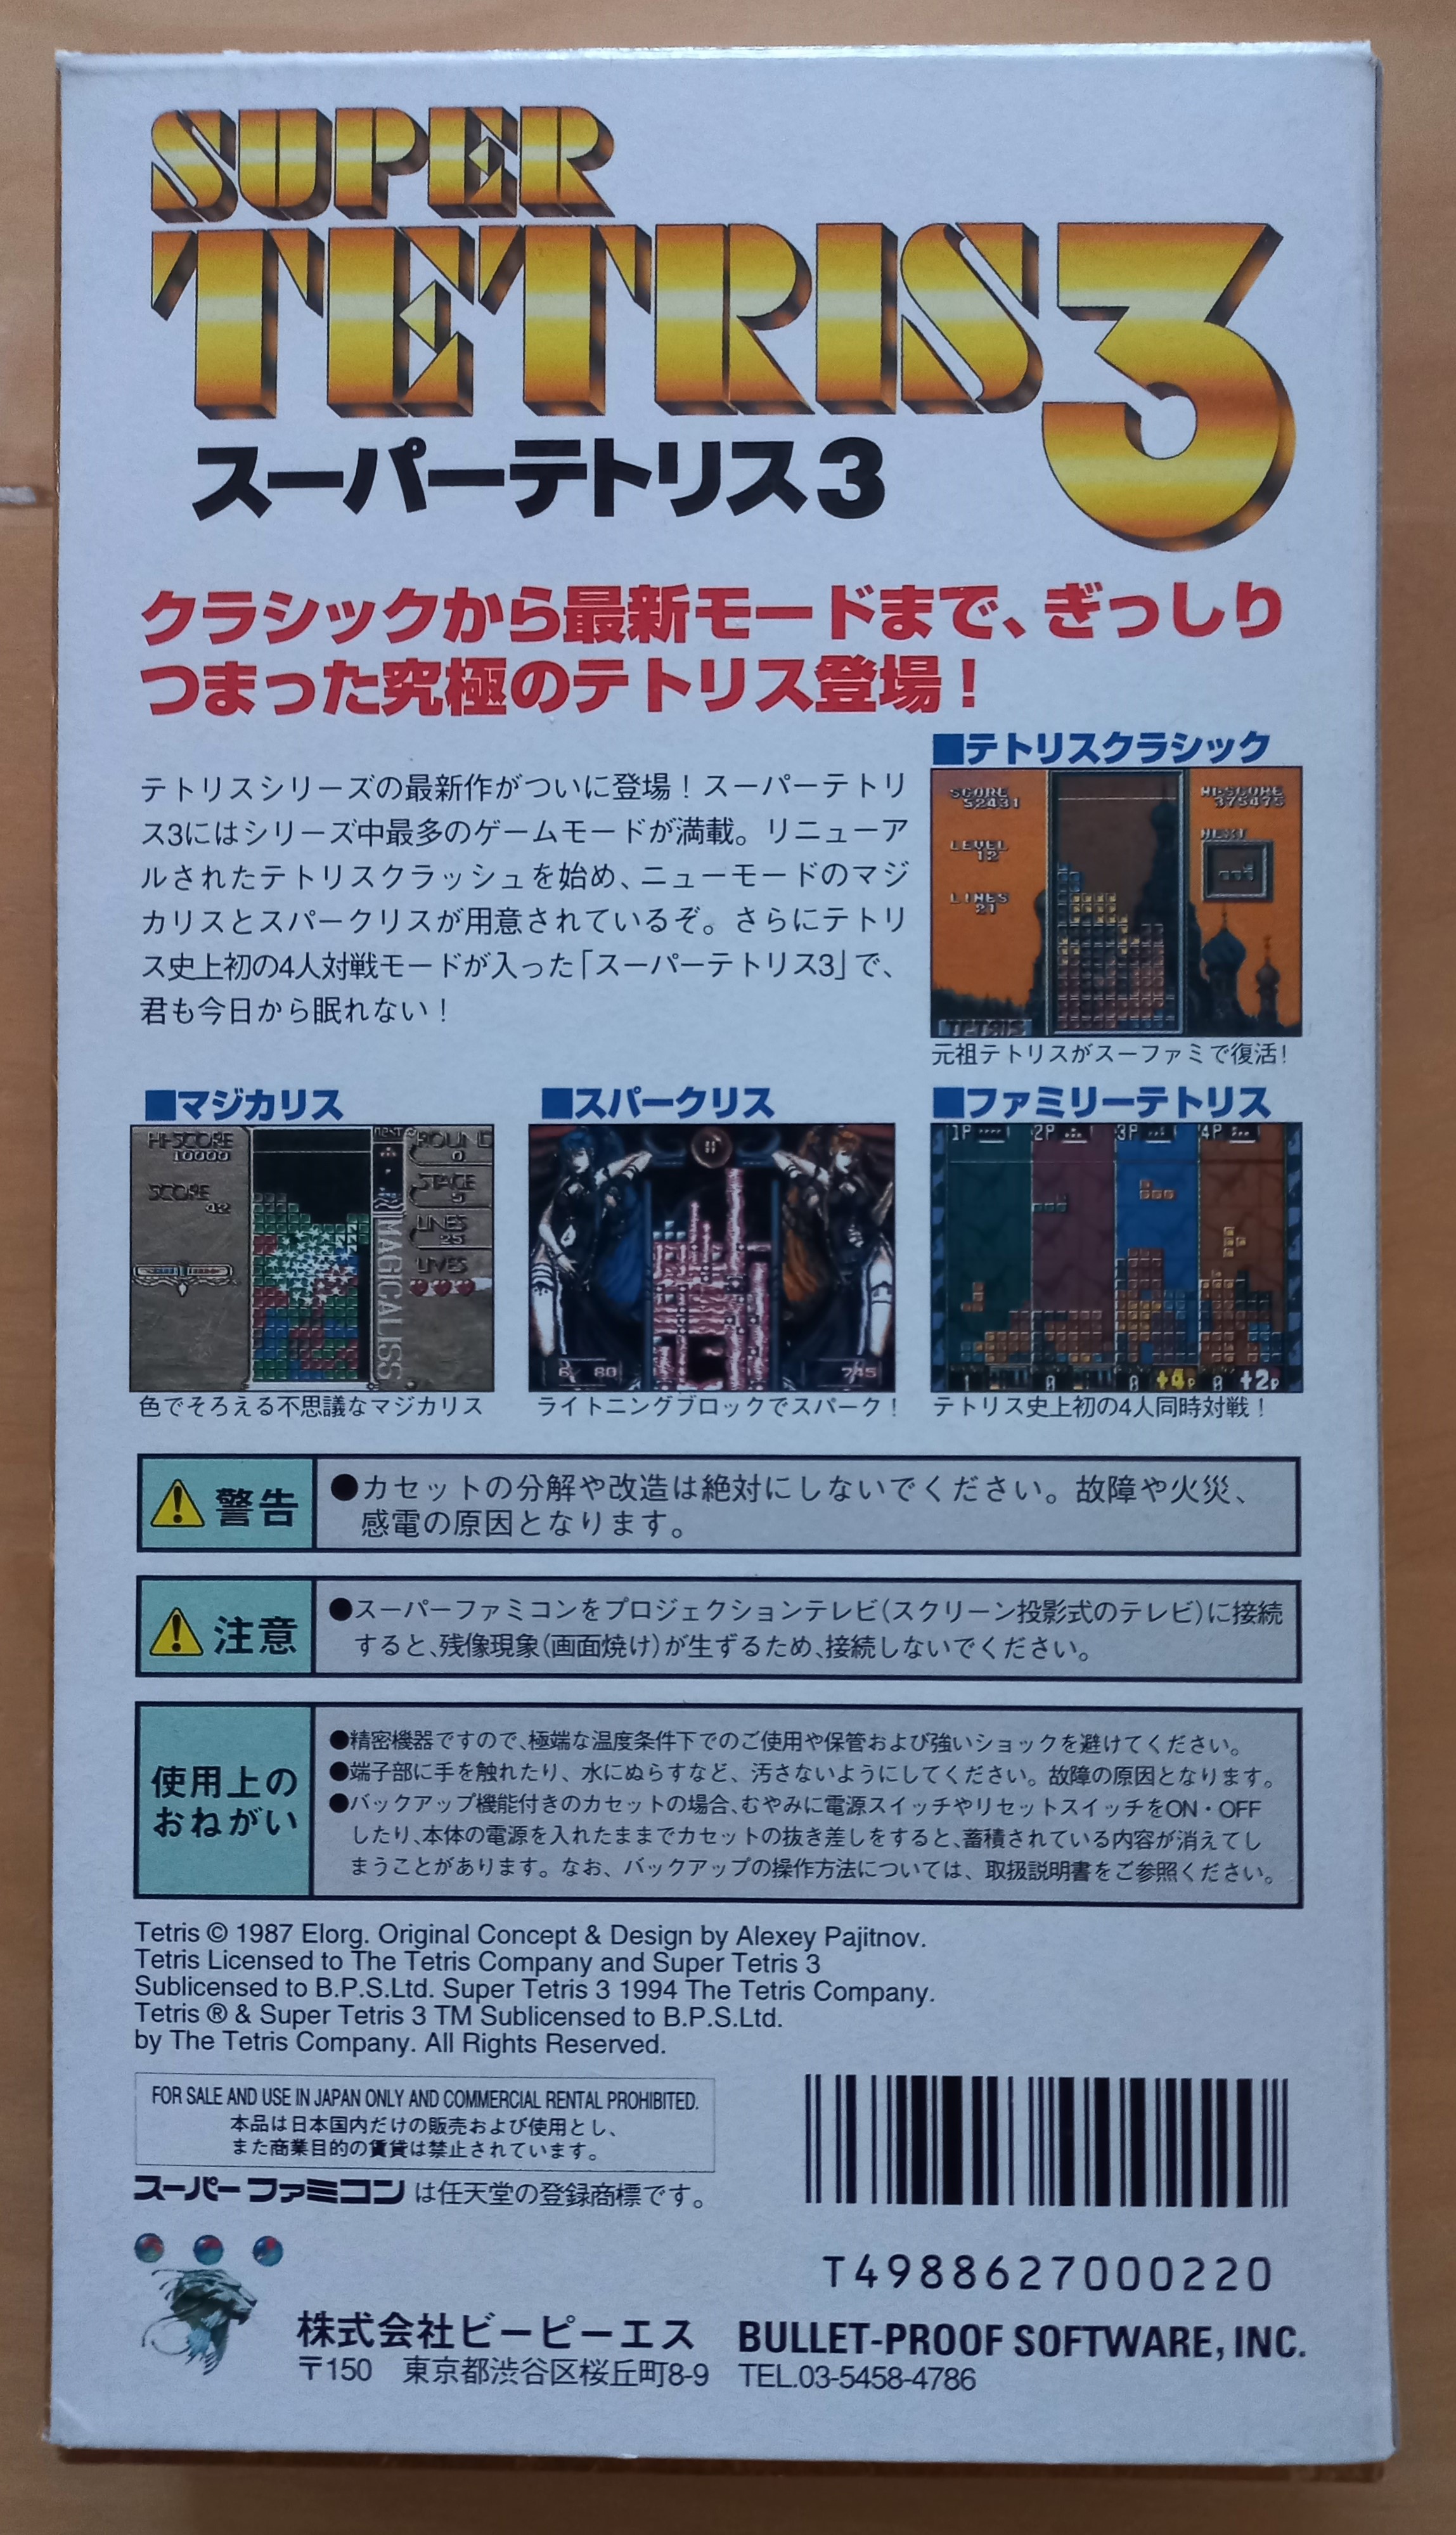 SUPER
TETRIS 3
スーパーテトリス3
クラシックから最新モードまで、ぎっしり
つまった究極のテトリス登場！
テトリスシリーズの最新作がついに登場！スーパーテトリ
ス3にはシリーズ中最多のゲームモードが満載。リニューア
ルされたテトリスクラッシュを始め、ニューモードのマジ
カリスとスパークリスが用意されているぞ。さらにテトリ
ス史上初の4人対戦モードが入った「スーパーテトリス3」で、
君も今日から眠れない！
■テトリスクラシック
SCORE
52431
LEVEL
12
LINES
21
HI-SCORE
375475
NEXT
TETRIS
元祖テトリスがスーファミで復活!
■マジカリス
HI-SCORE
10000
SCORE
42
NEXT
ROUND
0
STAGE
5
LINES
25
LIVES
MAGICALISS
色でそろえる不思議なマジカリス
■スパークリス
80
745
ライトニングブロックでスパーク！
■ファミリーテトリス
1P 2P 3P 4P
1 0 0 +4P 0 +2P
テトリス史上初の4人同時対戦！
警告
●カセットの分解や改造は絶対にしないでください。故障や火災、
感電の原因となります。
注意
●スーパーファミコンをプロジェクションテレビ(スクリーン投影式のテレビ)に接続
すると、残像現象(画面焼け)が生ずるため、接続しないでください。
使用上の
おねがい
●精密機器ですので、極端な温度条件下でのご使用や保管および強いショックを避けてください。
●端子部に手を触れたり、水にぬらすなど、汚さないようにしてください。故障の原因となります。
●バックアップ機能付きのカセットの場合、むやみに電源スイッチやリセットスイッチをON・OFF
したり、本体の電源を入れたままでカセットの抜き差しをすると、蓄積されている内容が消えてし
まうことがあります。なお、バックアップの操作方法については、取扱説明書をご参照ください。
Tetris © 1987 Elorg. Original Concept & Design by Alexey Pajitnov.
Tetris Licensed to The Tetris Company and Super Tetris 3
Sublicensed to B.P.S.Ltd. Super Tetris 3 1994 The Tetris Company.
Tetris ® & Super Tetris 3 TM Sublicensed to B.P.S.Ltd.
by The Tetris Company. All Rights Reserved.
FOR SALE AND USE IN JAPAN ONLY AND COMMERCIAL RENTAL PROHIBITED.
本品は日本国内だけの販売および使用とし、
また商業目的の賃貸は禁止されています。
スーパーファミコンは任天堂の登録商標です。
T4988627000220
株式会社ビーピーエス BULLET-PROOF SOFTWARE, INC.
〒150 東京都渋谷区桜丘町8-9 TEL.03-5458-4786